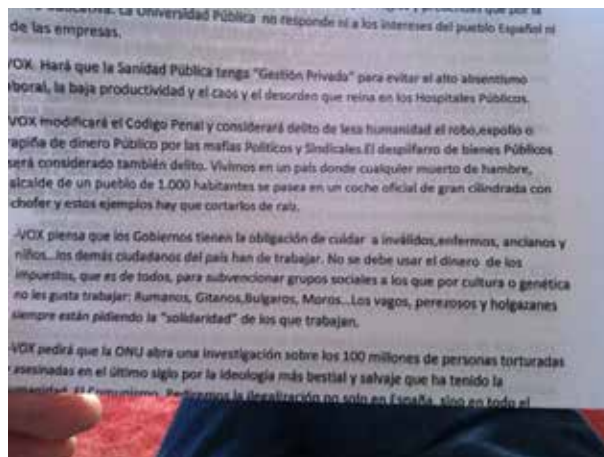 educativa. La Universidad Pública no responde ni a los intereses del pueblo Español ni
de las empresas.
VOX. Hará que la Sanidad Pública tenga "Gestión Privada" para evitar el alto absentismo
laboral, la baja productividad y el caos y el desorden que reina en los Hospitales Públicos.
VOX modificará el Codigo Penal y considerará delito de lesa humanidad el robo,expolio o
rapiña de dinero Público por las mafias Políticos y Sindicales.El despilfarro de bienes Públicos
será considerado también delito. Vivimos en un país donde cualquier muerto de hambre,
alcalde de un pueblo de 1.000 habitantes se pasea en un coche oficial de gran cilindrada con
chofer y estos ejemplos hay que cortarlos de raíz.
-VOX piensa que los Gobiernos tienen la obligación de cuidar a inválidos,enfermos, ancianos y
niños...los demás ciudadanos del país han de trabajar. No se debe usar el dinero de los
impuestos, que es de todos, para subvencionar grupos sociales a los que por cultura o genética
no les gusta trabajar: Rumanos, Gitanos,Bulgaros, Moros...Los vagos, perezosos y holgazanes
siempre están pidiendo la "solidaridad" de los que trabajan.
-VOX pedirá que la ONU abra una investigación sobre los 100 millones de personas torturadas
asesinadas en el último siglo por la ideología más bestial y salvaje que ha tenido la
humanidad. El Comunismo. Pediremos la ilegalización no solo en España, sino en todo el